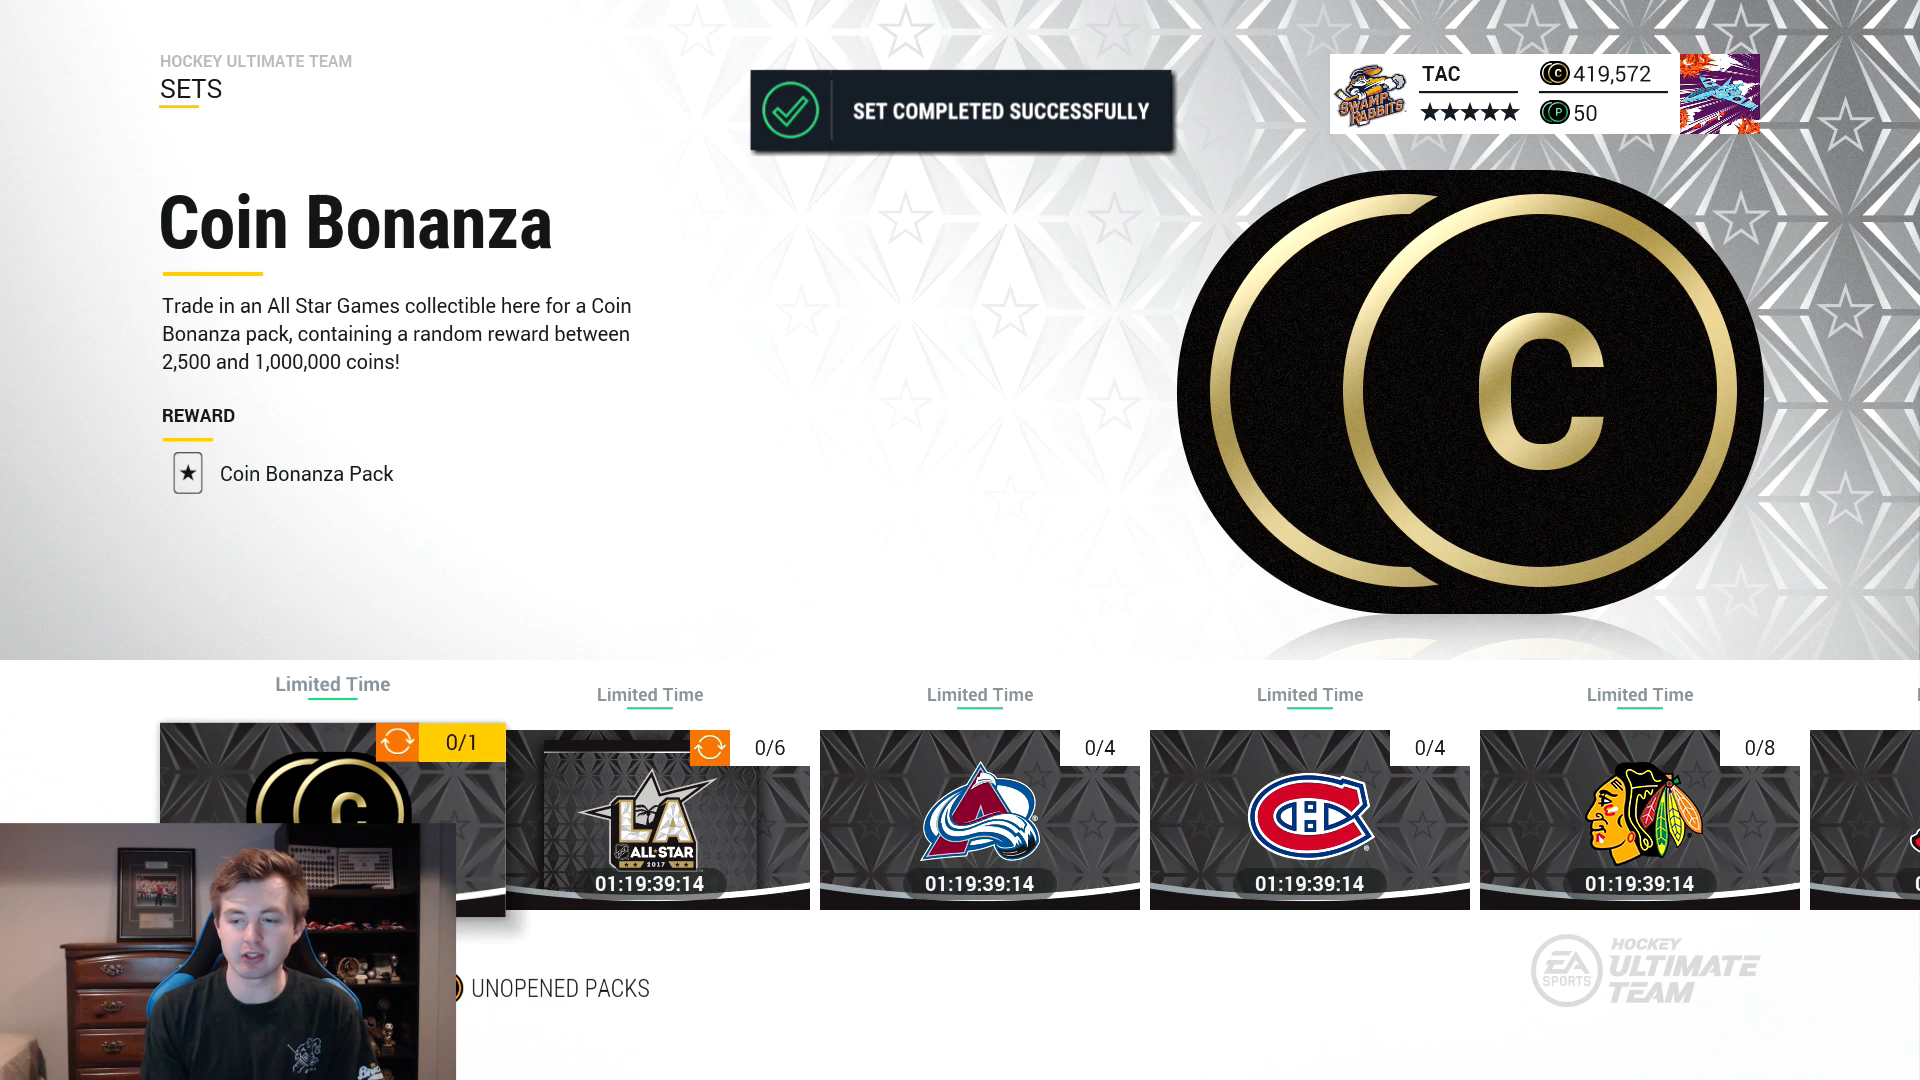 HOCKEY ULTIMATE TEAM
SETS
SET COMPLETED SUCCESSFULLY
SWAMP RABBITS
TAC
★★★★★
C 419,572
P 50
Coin Bonanza
Trade in an All Star Games collectible here for a Coin
Bonanza pack, containing a random reward between
2,500 and 1,000,000 coins!
REWARD
★ Coin Bonanza Pack
C
Limited Time
Limited Time
Limited Time
Limited Time
Limited Time
0/1
0/6
0/4
0/4
0/8
C
LA
ALL★STAR
2017
01:19:39:14
01:19:39:14
01:19:39:14
01:19:39:14
UNOPENED PACKS
EA
SPORTS
HOCKEY
ULTIMATE
TEAM